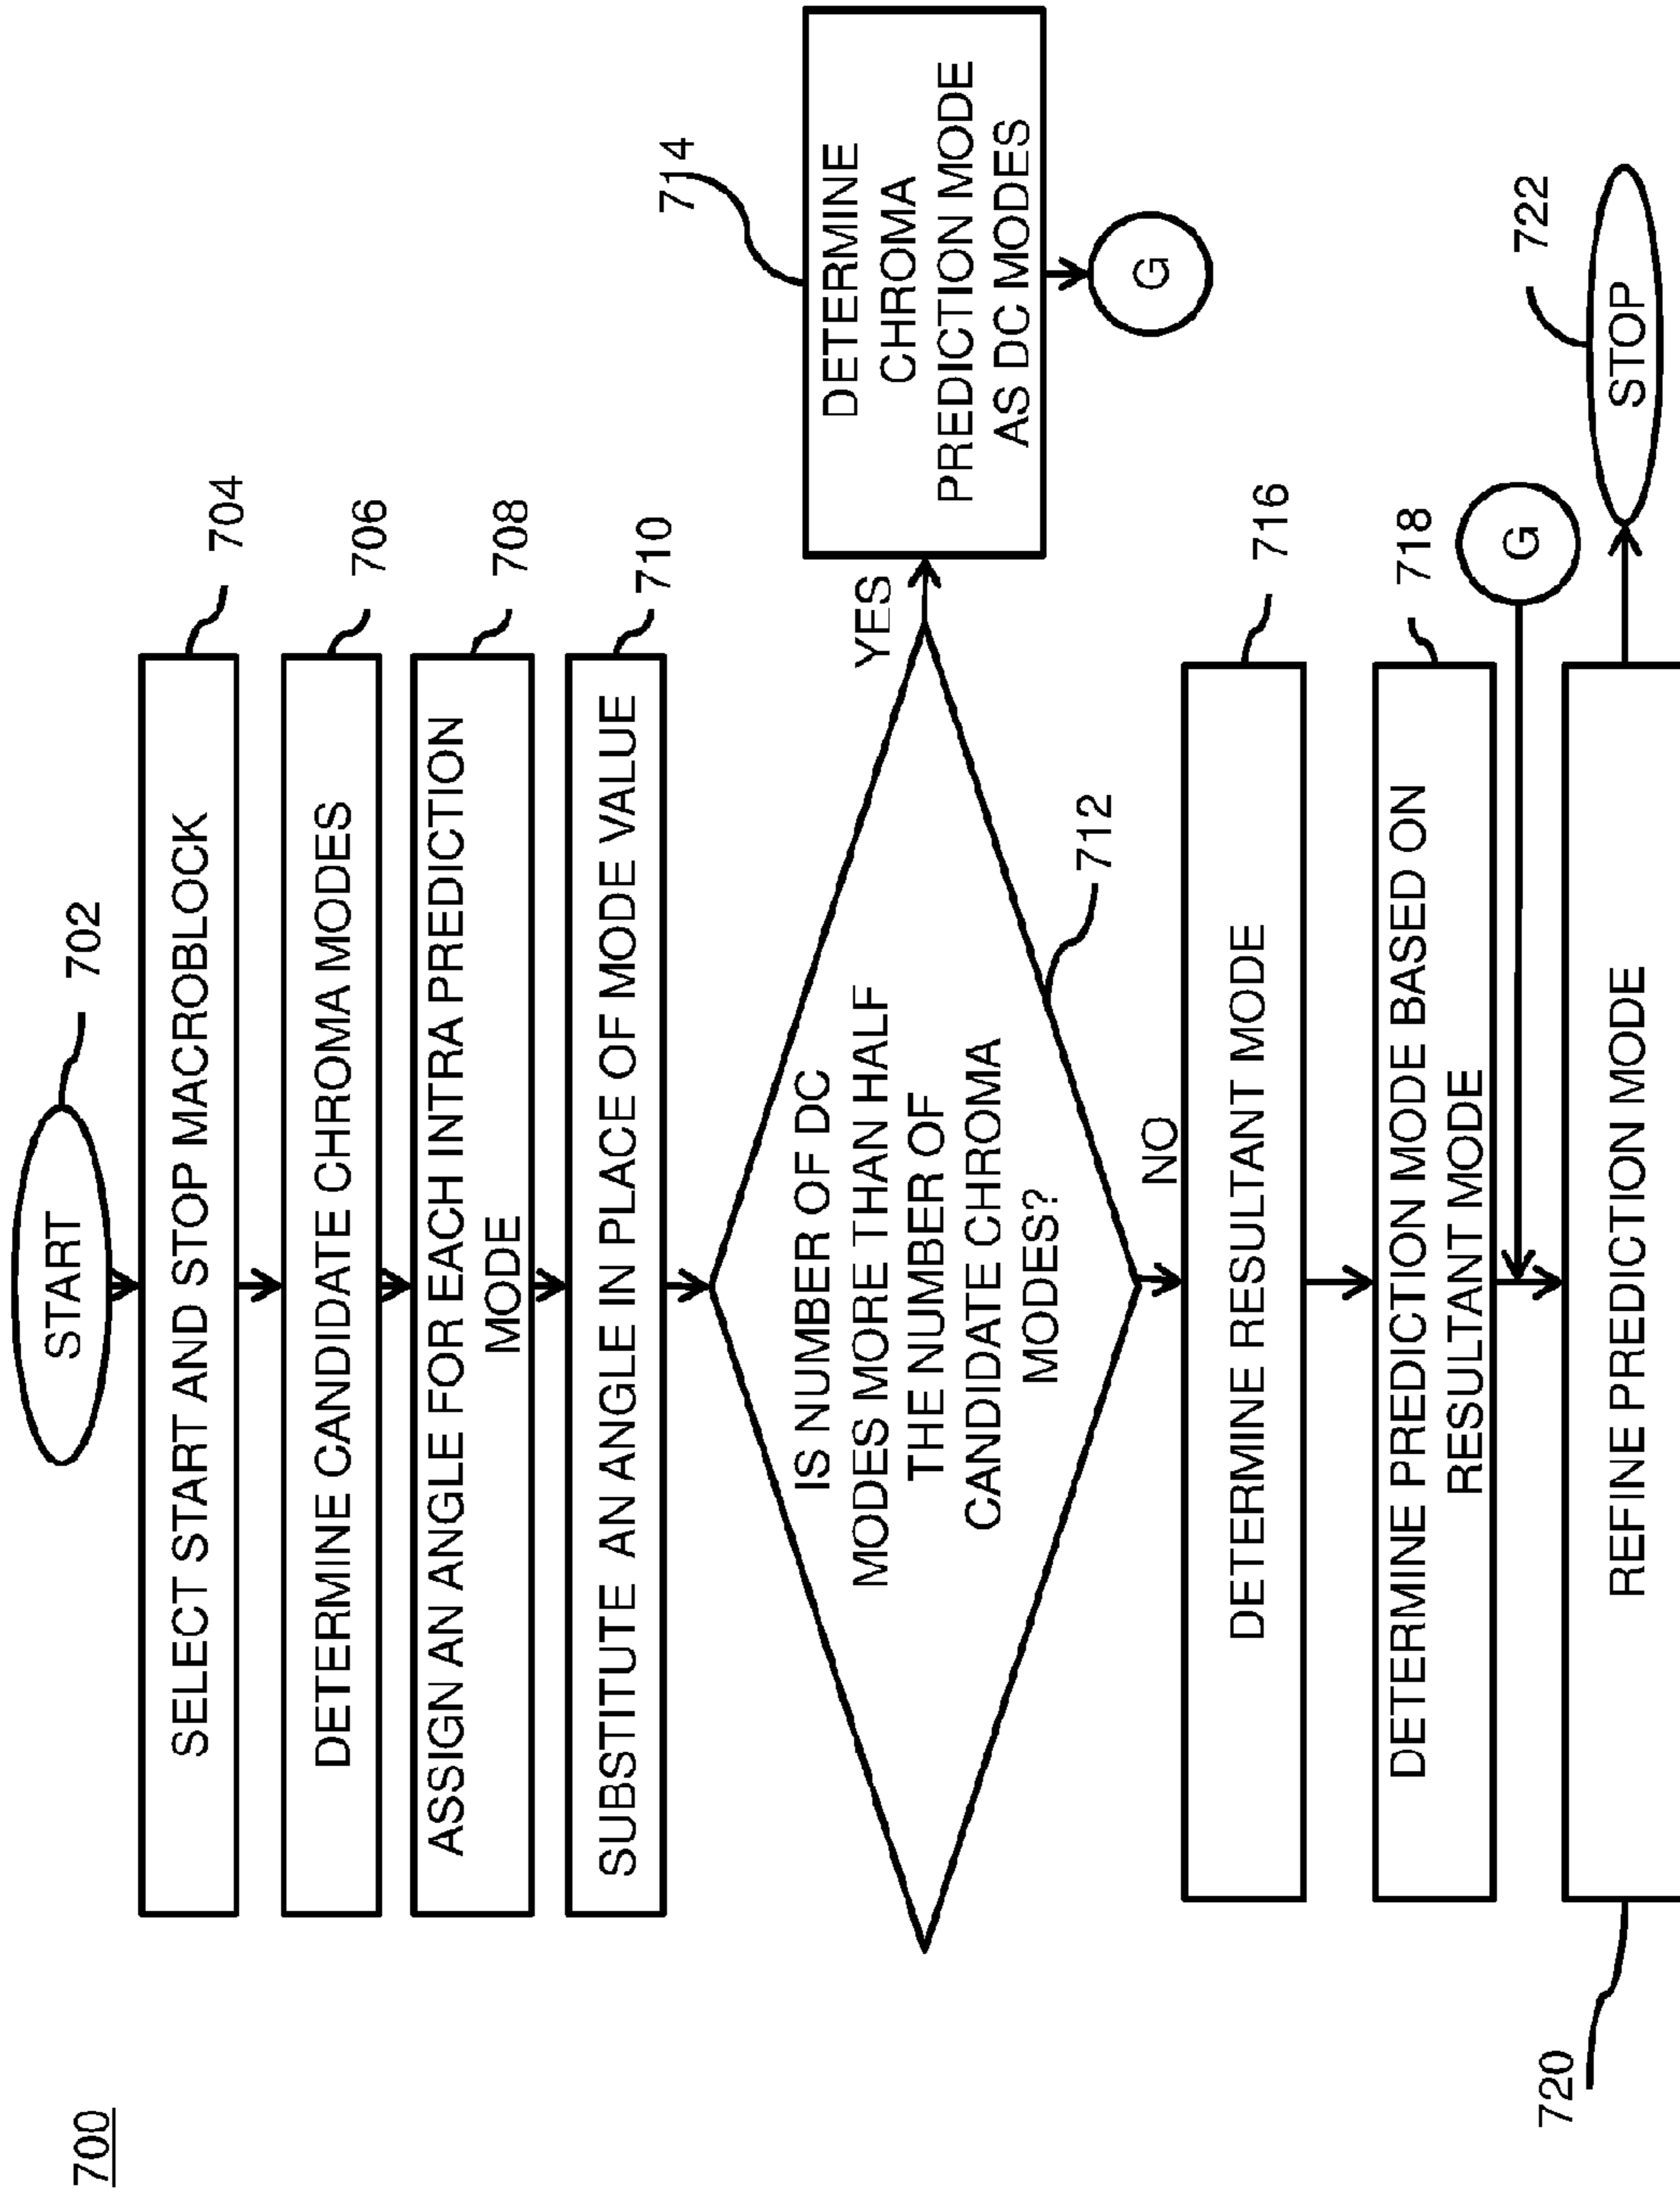 700
START
702
SELECT START AND STOP MACROBLOCK
704
DETERMINE CANDIDATE CHROMA MODES
706
ASSIGN AN ANGLE FOR EACH INTRA PREDICTION
MODE
708
SUBSTITUTE AN ANGLE IN PLACE OF MODE VALUE
710
IS NUMBER OF DC
MODES MORE THAN HALF
THE NUMBER OF
CANDIDATE CHROMA
MODES?
712
YES
DETERMINE
CHROMA
PREDICTION MODE
AS DC MODES
714
G
NO
DETERMINE RESULTANT MODE
716
DETERMINE PREDICTION MODE BASED ON
RESULTANT MODE
718
G
REFINE PREDICTION MODE
720
STOP
722